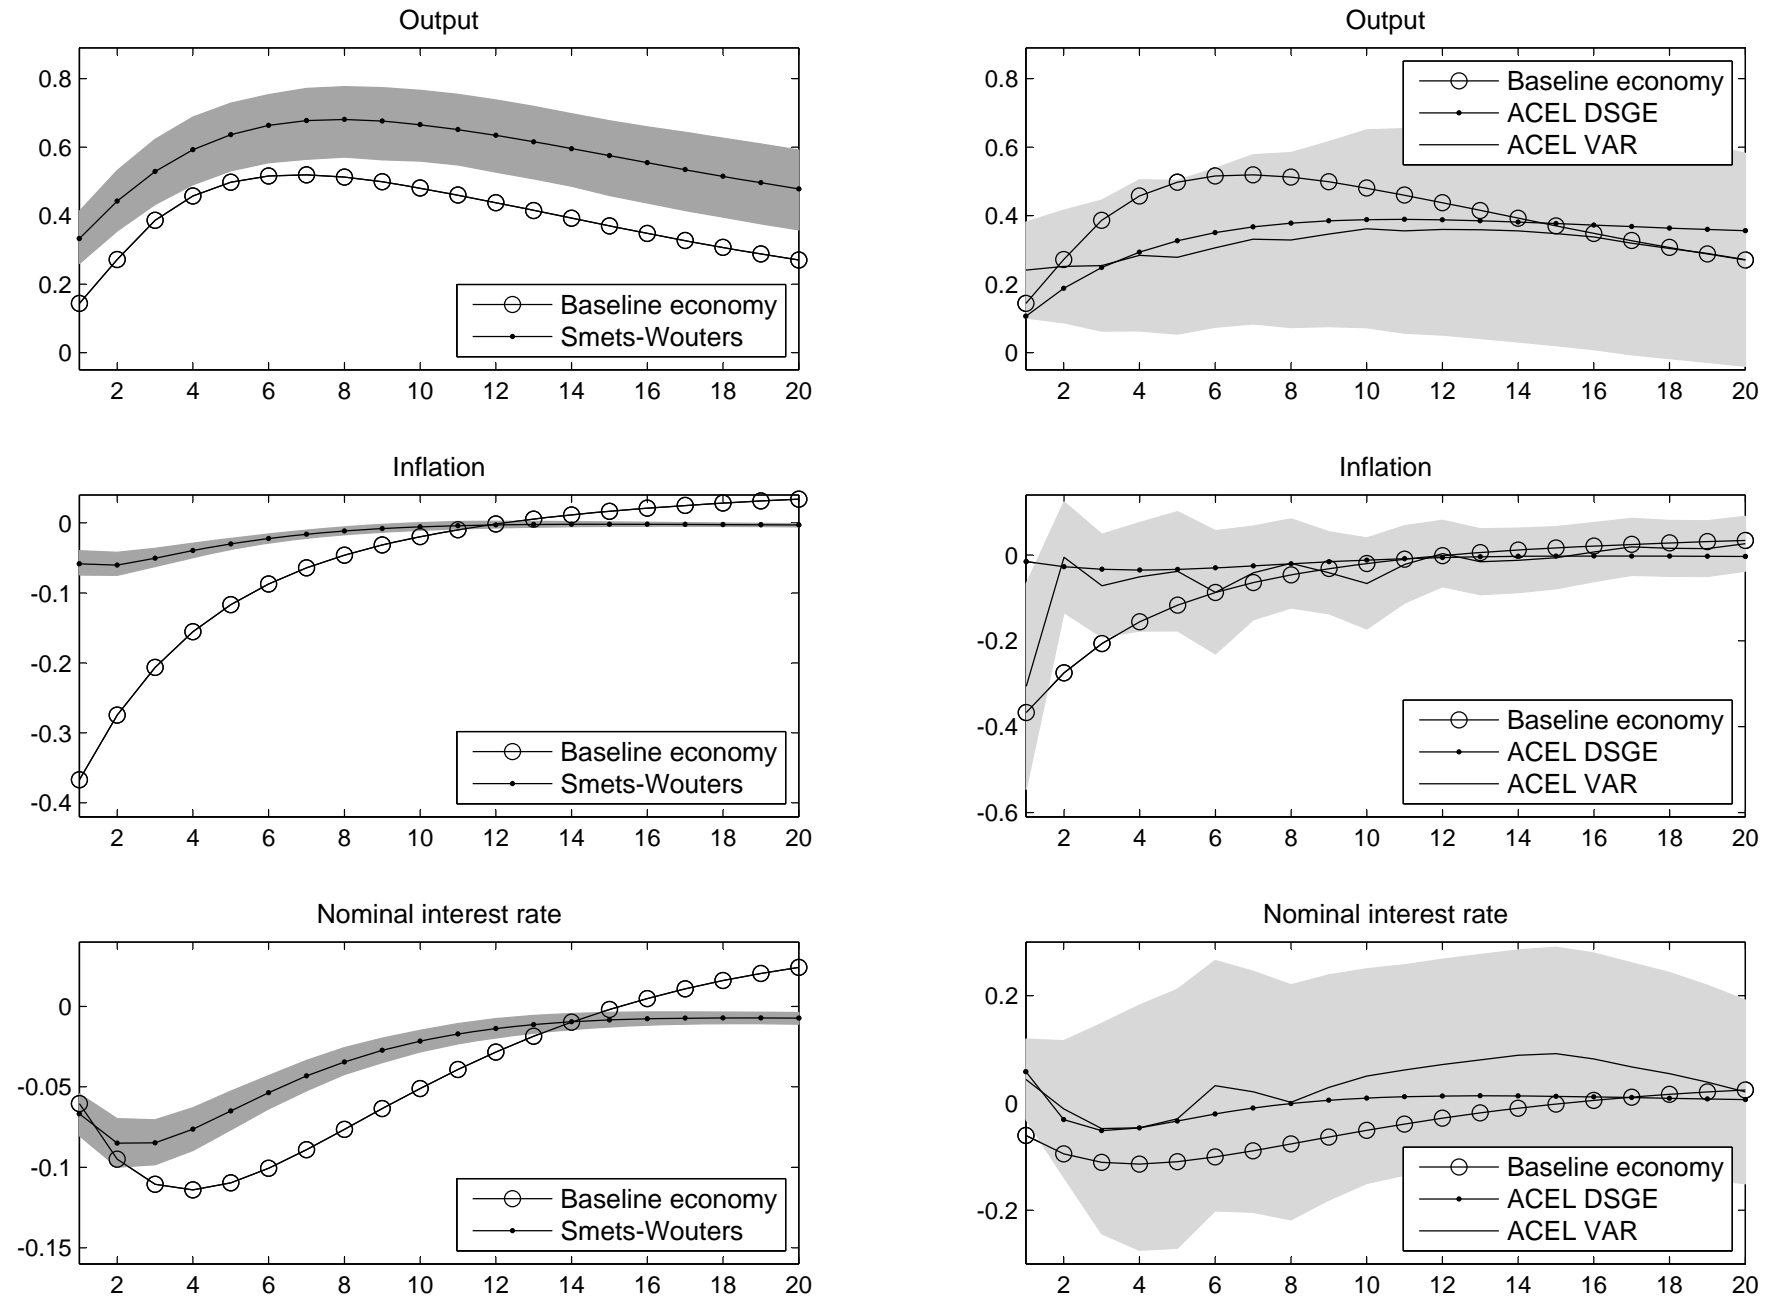 Output
0.8
0.6
0.4
0.2
0
2 4 6 8 10 12 14 16 18 20
Baseline economy
Smets-Wouters
Output
0.8
0.6
0.4
0.2
0
2 4 6 8 10 12 14 16 18 20
Baseline economy
ACEL DSGE
ACEL VAR
Inflation
0
-0.1
-0.2
-0.3
-0.4
2 4 6 8 10 12 14 16 18 20
Baseline economy
Smets-Wouters
Inflation
0
-0.2
-0.4
-0.6
2 4 6 8 10 12 14 16 18 20
Baseline economy
ACEL DSGE
ACEL VAR
Nominal interest rate
0
-0.05
-0.1
-0.15
2 4 6 8 10 12 14 16 18 20
Baseline economy
Smets-Wouters
Nominal interest rate
0.2
0
-0.2
2 4 6 8 10 12 14 16 18 20
Baseline economy
ACEL DSGE
ACEL VAR